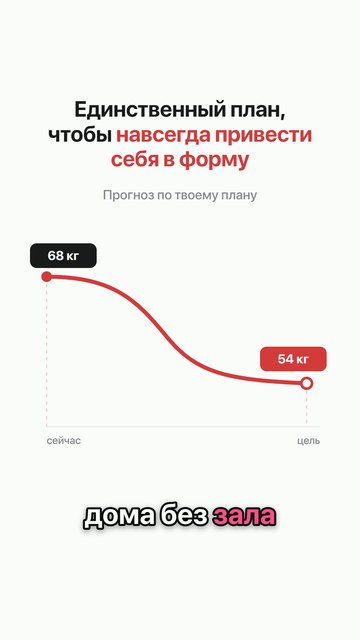 Единственный план,
чтобы навсегда привести
себя в форму
Прогноз по твоему плану
68 кг
54 кг
сейчас
цель
дома без зала